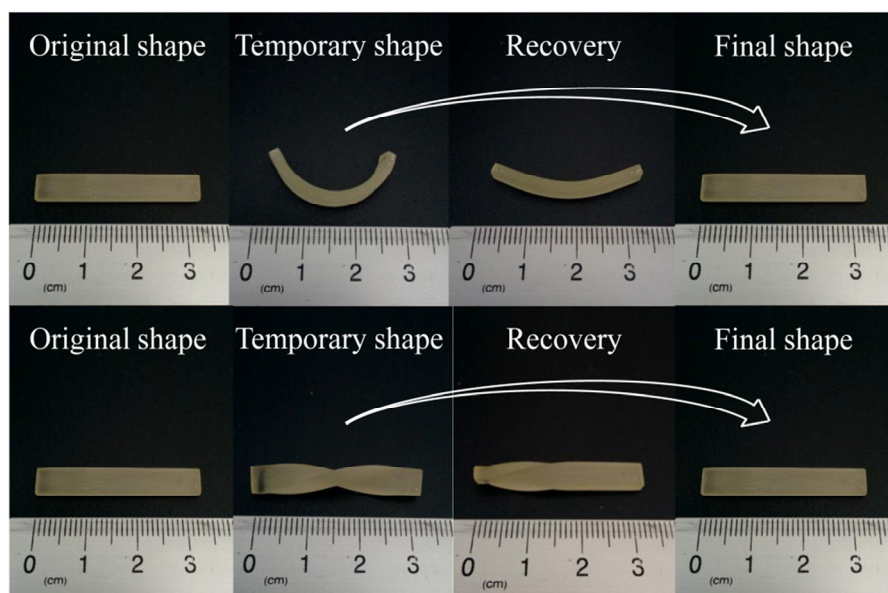 Original shape
Temporary shape
Recovery
Final shape
0 1 2 3
(cm)
0 1 2 3
(cm)
0 1 2 3
(cm)
0 1 2 3
(cm)
Original shape
Temporary shape
Recovery
Final shape
0 1 2 3
(cm)
0 1 2 3
(cm)
0 1 2 3
(cm)
0 1 2 3
(cm)